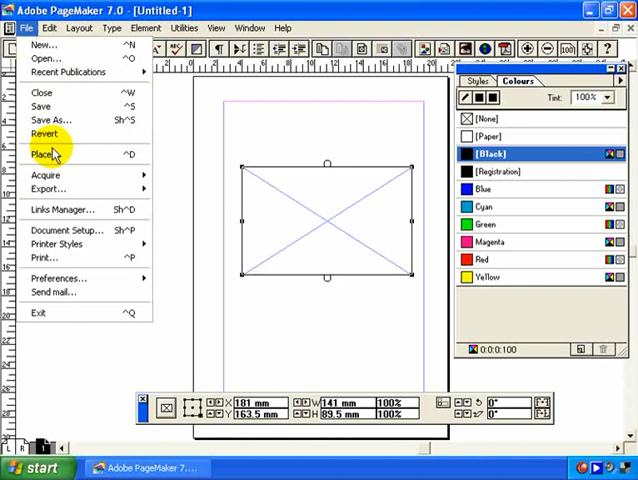 Adobe PageMaker 7.0 - [Untitled-1]
File Edit Layout Type Element Utilities View Window Help
New... ^N
Open... ^O
Recent Publications
Close ^W
Save ^S
Save As... Sh^S
Revert
Place... ^D
Acquire
Export...
Links Manager... Sh^D
Document Setup... Sh^P
Printer Styles
Print... ^P
Preferences...
Send mail...
Exit ^Q
Styles Colours
Tint: 100%
[None]
[Paper]
[Black]
[Registration]
Blue
Cyan
Green
Magenta
Red
Yellow
0:0:0:100
X 181 mm W 141 mm 100% 0°
Y 163.5 mm H 89.5 mm 100% 0°
L R 1
start Adobe PageMaker 7....